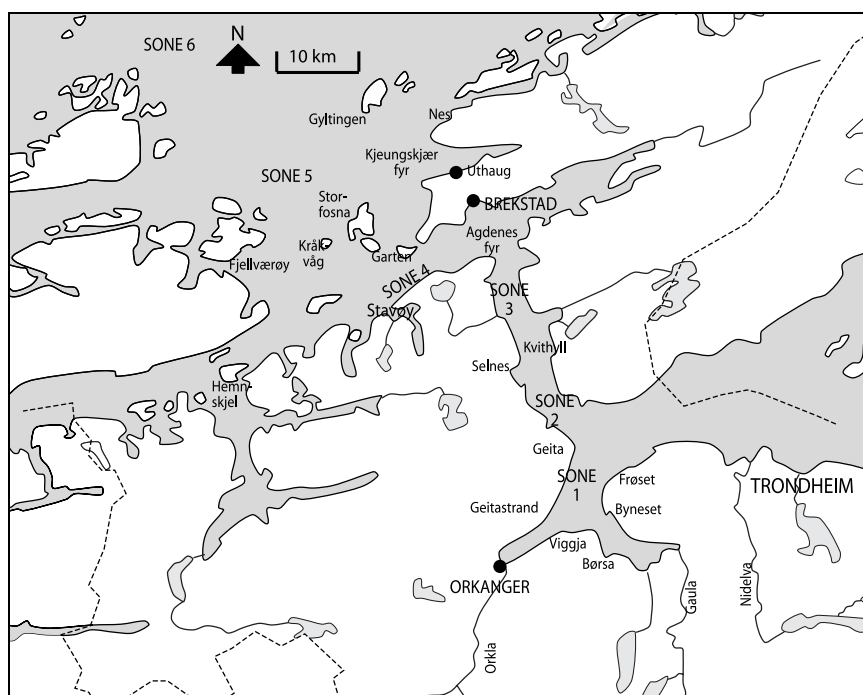 SONE 6
N
10 km
Gyltingen
Nes
Kjeungskjær
fyr
Uthaug
SONE 5
Stor-
fosna
BREKSTAD
Agdenes
fyr
Kråk-
våg
Garten
Fjellværøy
SONE 4
SONE
3
Stavøy
Kvithyll
Selnes
Hemn-
skjel
SONE
2
Geita
SONE
1
Frøset
TRONDHEIM
Geitastrand
Byneset
Viggja
Børsa
ORKANGER
Gaula
Nidelva
Orkla